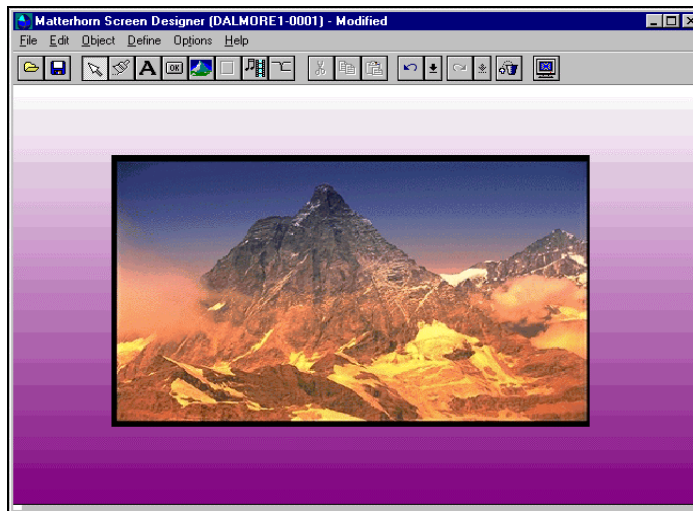 Matterhorn Screen Designer (DALMORE1-0001) - Modified
File Edit Object Define Options Help
A OK